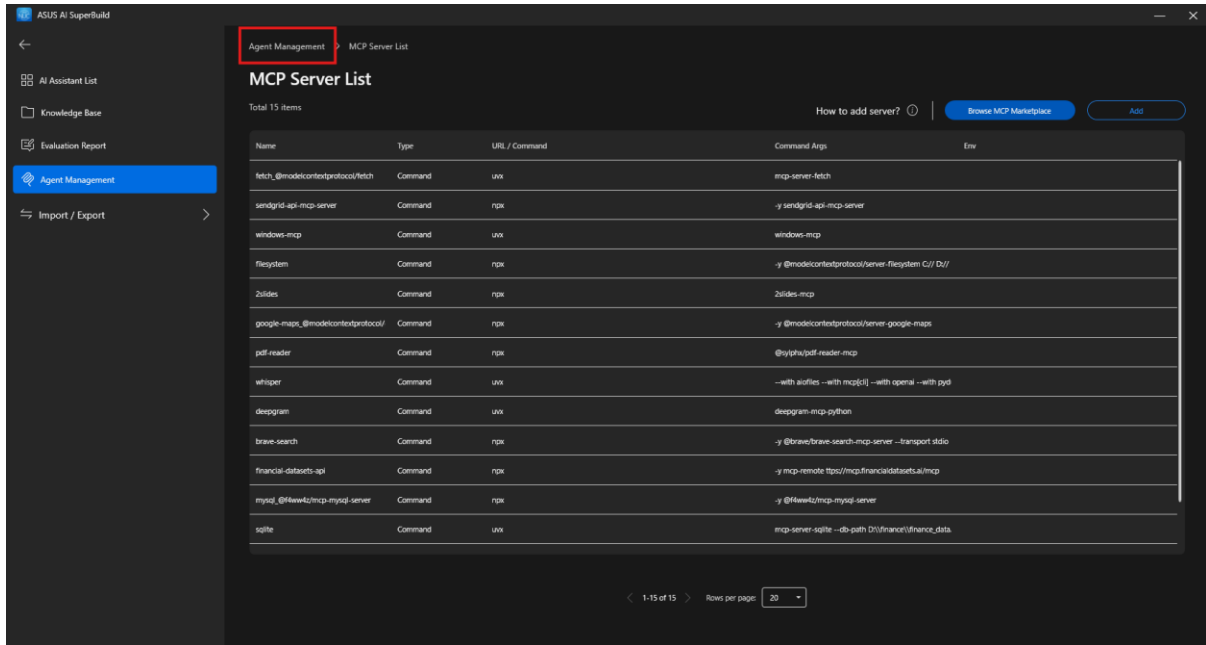 ASUS AI SuperBuild
AI Assistant List
Knowledge Base
Evaluation Report
Agent Management
Import / Export
Agent Management > MCP Server List
MCP Server List
Total 15 items
How to add server?
Browse MCP Marketplace
Add
Name Type URL / Command Command Args Env
fetch_@modelcontextprotocol/fetch Command uvx mcp-server-fetch
sendgrid-api-mcp-server Command npx -y sendgrid-api-mcp-server
windows-mcp Command uvx windows-mcp
filesystem Command npx -y @modelcontextprotocol/server-filesystem C:// D://
2slides Command npx 2slides-mcp
google-maps_@modelcontextprotocol/ Command npx -y @modelcontextprotocol/server-google-maps
pdf-reader Command npx @sylphx/pdf-reader-mcp
whisper Command uvx --with aiofiles --with mcp[cli] --with openai --with pyd
deepgram Command uvx deepgram-mcp-python
brave-search Command npx -y @brave/brave-search-mcp-server --transport stdio
financial-datasets-api Command npx -y mcp-remote ttps://mcp.financialdatasets.ai/mcp
mysql_@f4ww4z/mcp-mysql-server Command npx -y @f4ww4z/mcp-mysql-server
sqlite Command uvx mcp-server-sqlite --db-path D:\\finance\\finance_data.
< 1-15 of 15 > Rows per page: 20